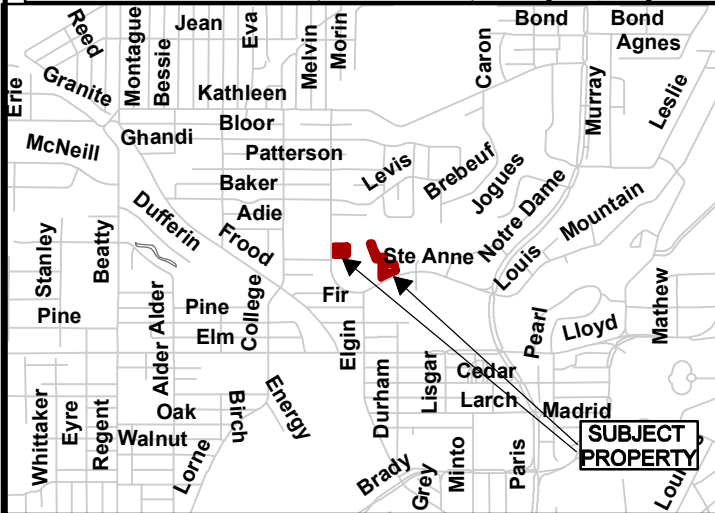 Reed
Jean
Eva
Bond
Bond
Montague
Bessie
Melvin
Morin
Caron
Agnes
Erie
Granite
Kathleen
Murray
Leslie
Ghandi
Bloor
McNeill
Patterson
Levis
Brebeuf
Jogues
Baker
Dufferin
Adie
Notre Dame
Mountain
Stanley
Beatty
Frood
Ste Anne
Louis
Fir
Pine
Alder
Pine
College
Elgin
Pearl
Lloyd
Mathew
Alder
Elm
Cedar
Durham
Lisgar
Larch
Madrid
Whittaker
Eyre
Regent
Oak
Walnut
Birch
Energy
Lorne
Brady
Grey
Minto
Paris
SUBJECT
PROPERTY